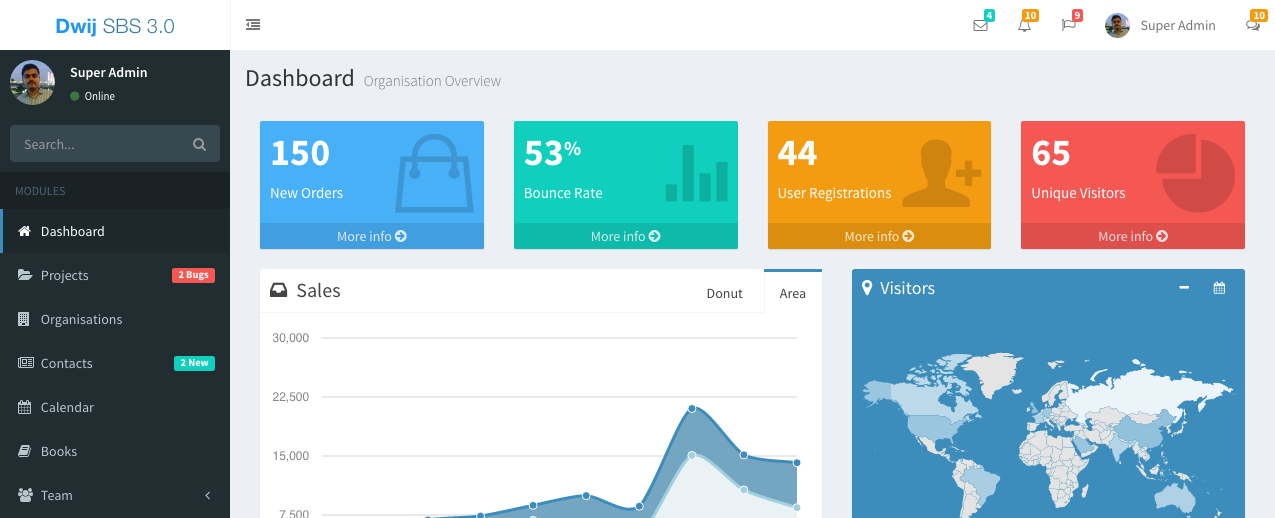 Dwij SBS 3.0
4
10
9
Super Admin
10
Super Admin
Online
Search...
MODULES
Dashboard
Projects
2 Bugs
Organisations
Contacts
2 New
Calendar
Books
Team
Dashboard Organisation Overview
150
New Orders
More info
53%
Bounce Rate
More info
44
User Registrations
More info
65
Unique Visitors
More info
Sales
Donut
Area
30,000
22,500
15,000
7,500
Visitors